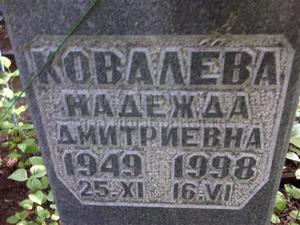 КОВАЛЁВА
НАДЕЖДА
ДМИТРИЕВНА
1949 1998
25·XI 16·VI